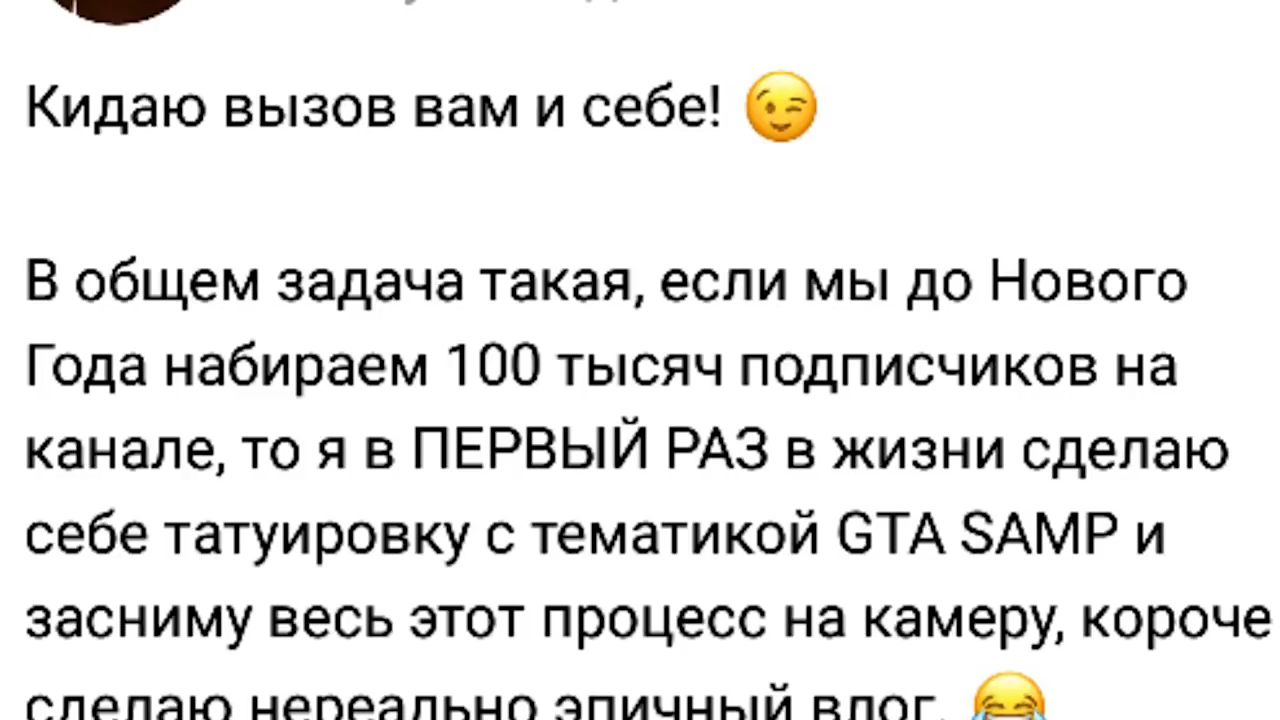 Кидаю вызов вам и себе! 😉
В общем задача такая, если мы до Нового
Года набираем 100 тысяч подписчиков на
канале, то я в ПЕРВЫЙ РАЗ в жизни сделаю
себе татуировку с тематикой GTA SAMP и
засниму весь этот процесс на камеру, короче
сделаю нереально эпичный влог. 😂